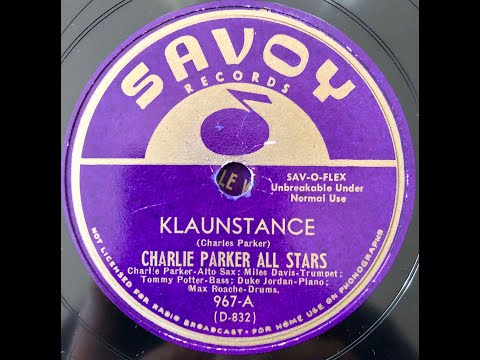 SAVOY
RECORDS
SAV-O-FLEX
Unbreakable Under
Normal Use
KLAUNSTANCE
(Charles Parker)
CHARLIE PARKER ALL STARS
Charlie Parker-Alto Sax; Miles Davis-Trumpet;
Tommy Potter-Bass; Duke Jordan-Piano;
Max Roache-Drums.
967-A
(D-832)
NOT LICENSED FOR RADIO BROADCAST • FOR HOME USE ON PHONOGRAPHS